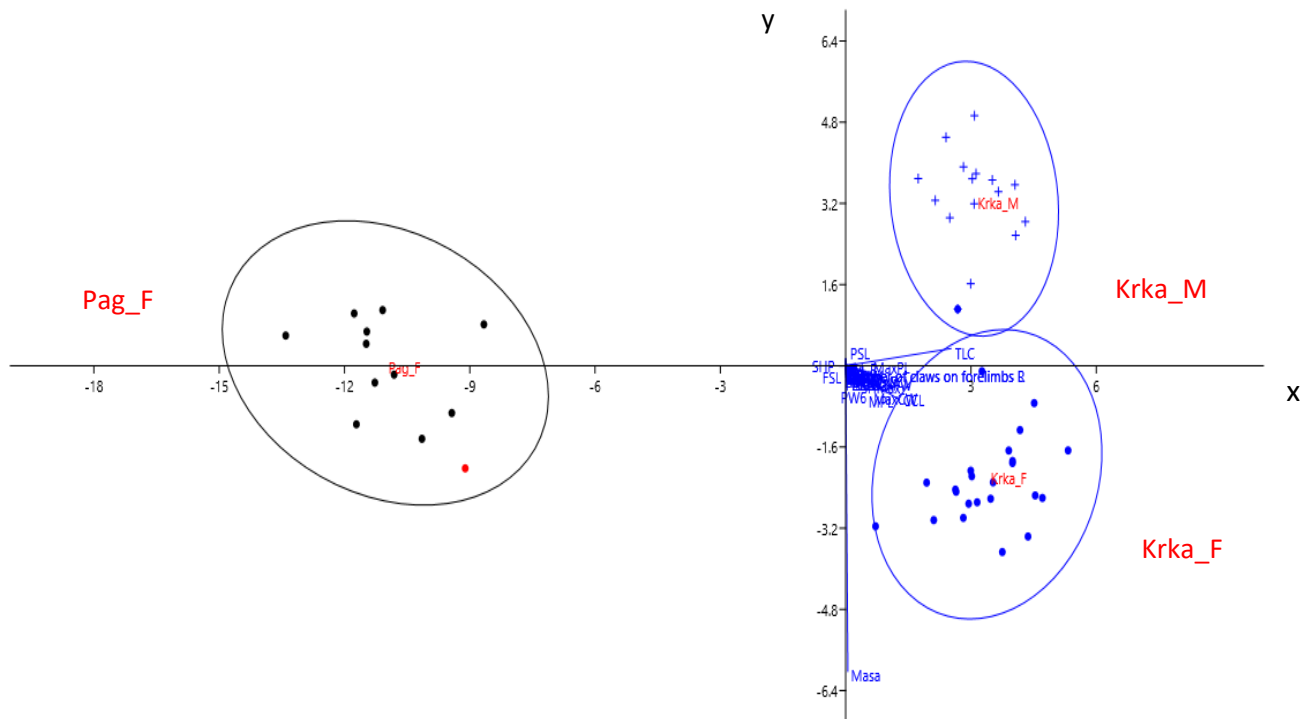 y
6.4
4.8
3.2
Krka_M
Pag_F
Krka_M
1.6
PSL
TLC
Pag_F
SHP
MaxPL
FSL
claws on forelimbs
PW6
-18
-15
-12
-9
-6
-3
3
6
x
-1.6
Krka_F
-3.2
Krka_F
-4.8
Masa
-6.4